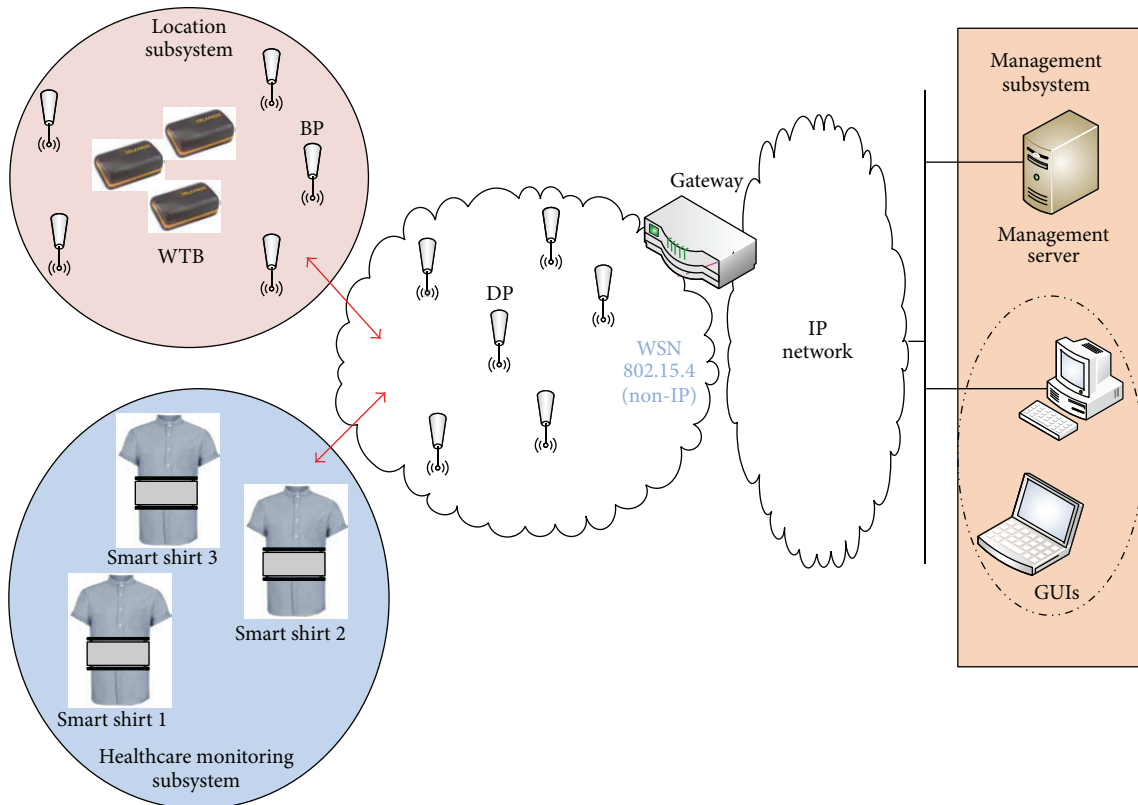 Location
subsystem
BP
WTB
Gateway
DP
WSN
802.15.4
(non-IP)
IP
network
Management
subsystem
Management
server
GUIs
Smart shirt 3
Smart shirt 2
Smart shirt 1
Healthcare monitoring
subsystem